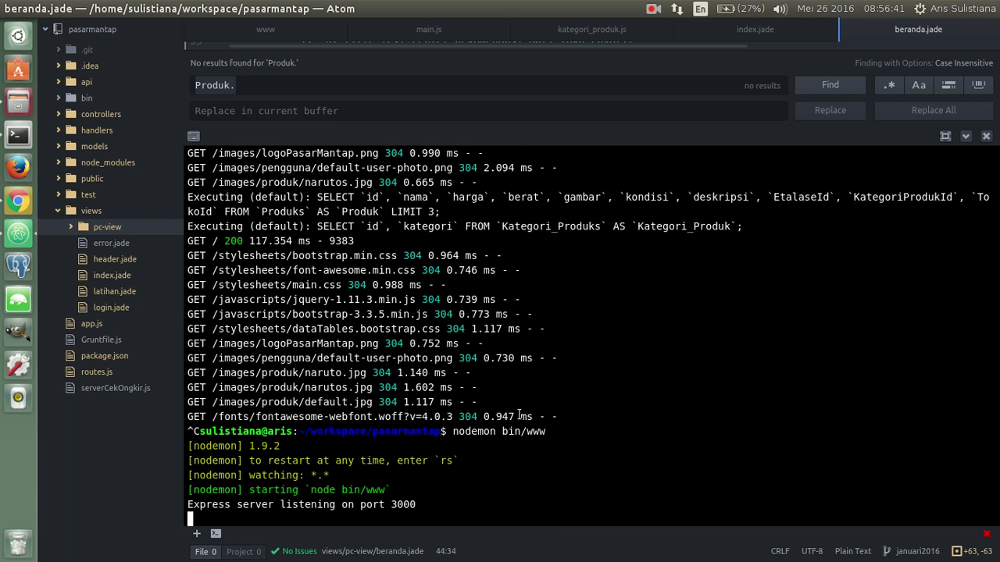 beranda.jade — /home/sulistiana/workspace/pasarmantap — Atom
En (27%) Mei 26 2016 08:56:41 Aris Sulistiana
pasarmantap
.git
.idea
api
bin
controllers
handlers
models
node_modules
public
test
views
pc-view
error.jade
header.jade
index.jade
latihan.jade
login.jade
app.js
Gruntfile.js
package.json
routes.js
serverCekOngkir.js
www main.js kategori_produk.js index.jade beranda.jade
No results found for 'Produk.' Finding with Options: Case Insensitive
Produk. no results Find .* Aa
Replace in current buffer Replace Replace All
GET /images/logoPasarMantap.png 304 0.990 ms - -
GET /images/pengguna/default-user-photo.png 304 2.094 ms - -
GET /images/produk/narutos.jpg 304 0.665 ms - -
Executing (default): SELECT `id`, `nama`, `harga`, `berat`, `gambar`, `kondisi`, `deskripsi`, `EtalaseId`, `KategoriProdukId`, `To
koId` FROM `Produks` AS `Produk` LIMIT 3;
Executing (default): SELECT `id`, `kategori` FROM `Kategori_Produks` AS `Kategori_Produk`;
GET / 200 117.354 ms - 9383
GET /stylesheets/bootstrap.min.css 304 0.964 ms - -
GET /stylesheets/font-awesome.min.css 304 0.746 ms - -
GET /stylesheets/main.css 304 0.988 ms - -
GET /javascripts/jquery-1.11.3.min.js 304 0.739 ms - -
GET /javascripts/bootstrap-3.3.5.min.js 304 0.773 ms - -
GET /stylesheets/dataTables.bootstrap.css 304 1.117 ms - -
GET /images/logoPasarMantap.png 304 0.752 ms - -
GET /images/pengguna/default-user-photo.png 304 0.730 ms - -
GET /images/produk/naruto.jpg 304 1.140 ms - -
GET /images/produk/narutos.jpg 304 1.602 ms - -
GET /images/produk/default.jpg 304 1.117 ms - -
GET /fonts/fontawesome-webfont.woff?v=4.0.3 304 0.947 ms - -
^Csulistiana@aris:~/workspace/pasarmantap$ nodemon bin/www
[nodemon] 1.9.2
[nodemon] to restart at any time, enter `rs`
[nodemon] watching: *.*
[nodemon] starting `node bin/www`
Express server listening on port 3000
File 0 Project 0 No Issues views/pc-view/beranda.jade 44:34 CRLF UTF-8 Plain Text januari2016 +63, -63